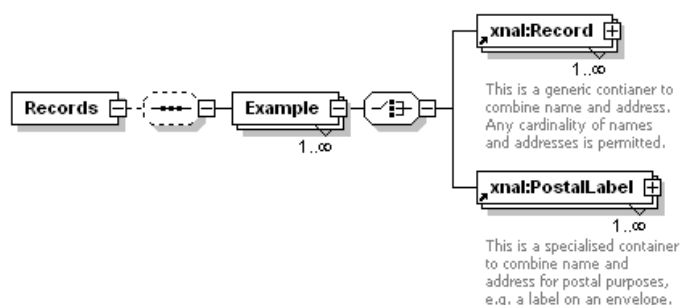 xnal:Record
1..∞
This is a generic contianer to
combine name and address.
Any cardinality of names
and addresses is permitted.
Records
Example
1..∞
xnal:PostalLabel
1..∞
This is a specialised container
to combine name and
address for postal purposes,
e.g. a label on an envelope.